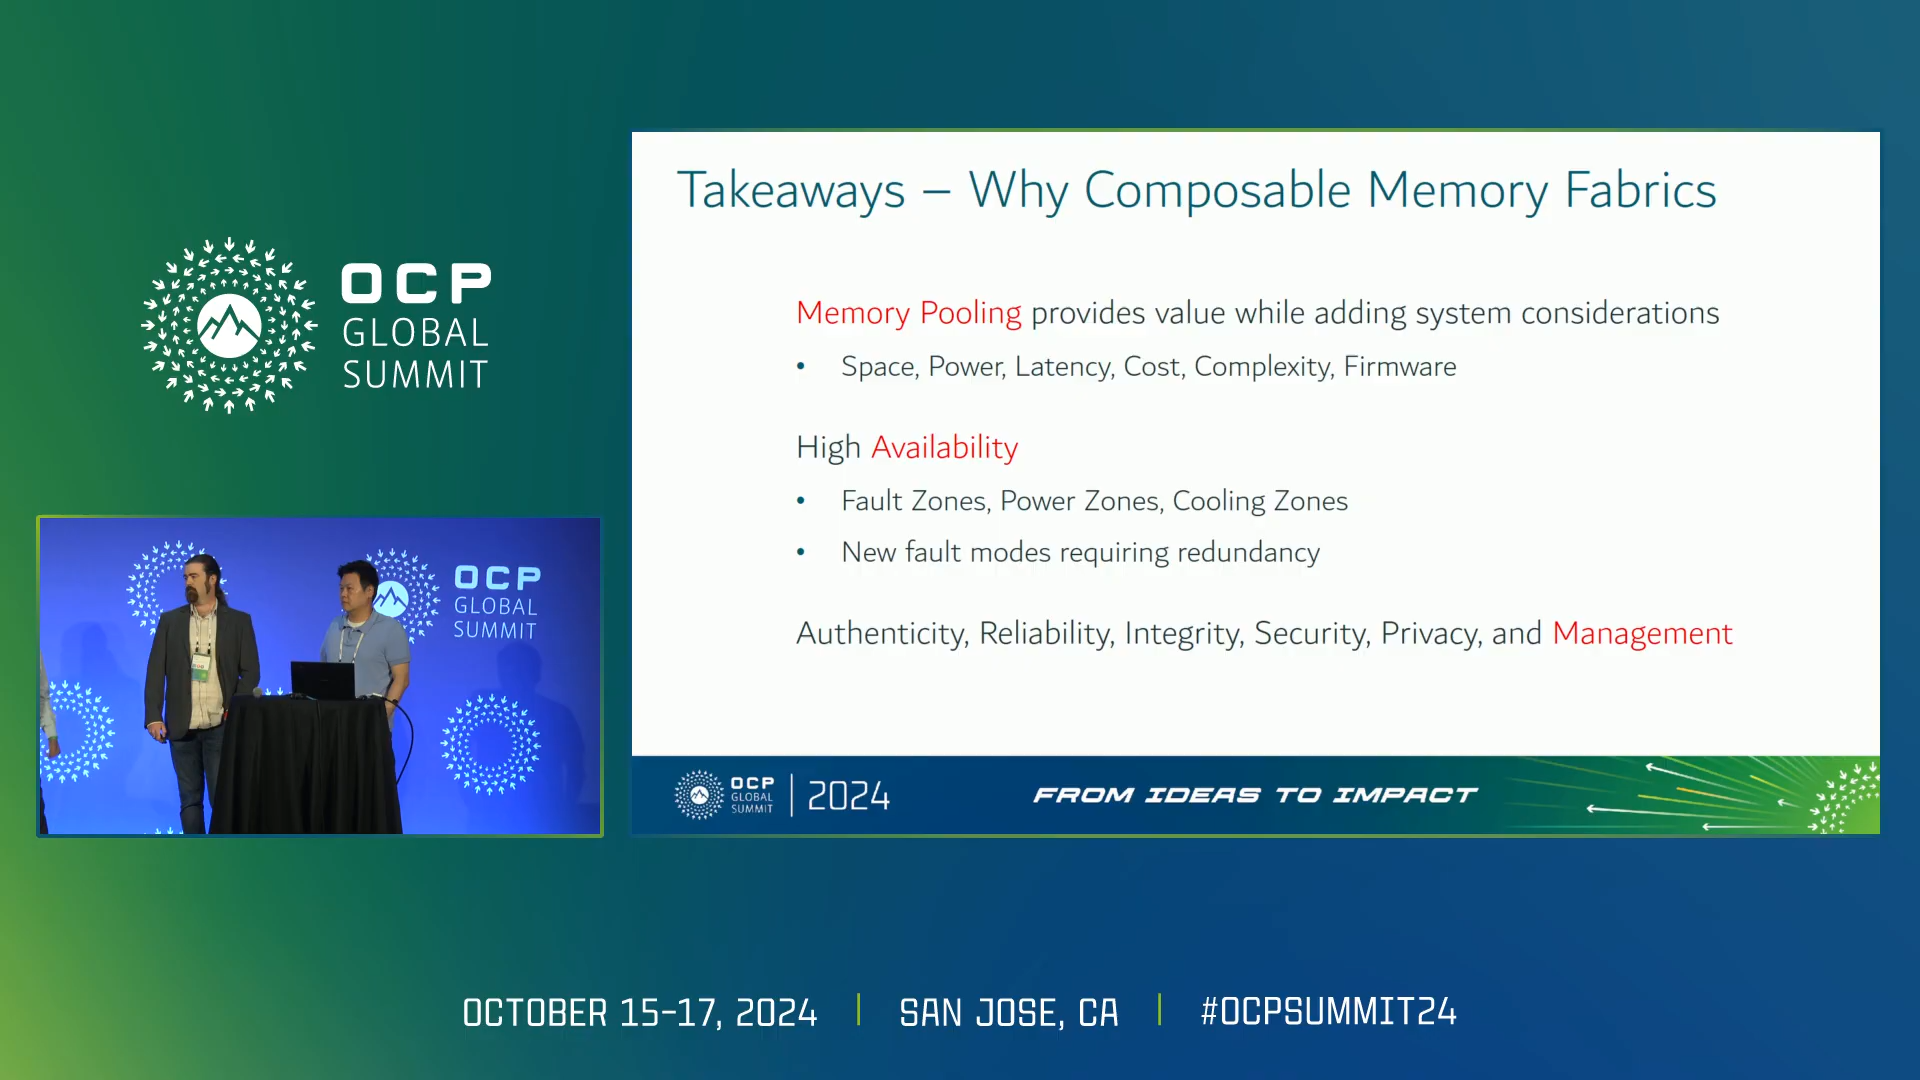 OCP
GLOBAL
SUMMIT
Takeaways – Why Composable Memory Fabrics
Memory Pooling provides value while adding system considerations
• Space, Power, Latency, Cost, Complexity, Firmware
High Availability
• Fault Zones, Power Zones, Cooling Zones
• New fault modes requiring redundancy
Authenticity, Reliability, Integrity, Security, Privacy, and Management
OCP
GLOBAL
SUMMIT
2024
FROM IDEAS TO IMPACT
OCP
GLOBAL
SUMMIT
OCTOBER 15-17, 2024 | SAN JOSE, CA | #OCPSUMMIT24